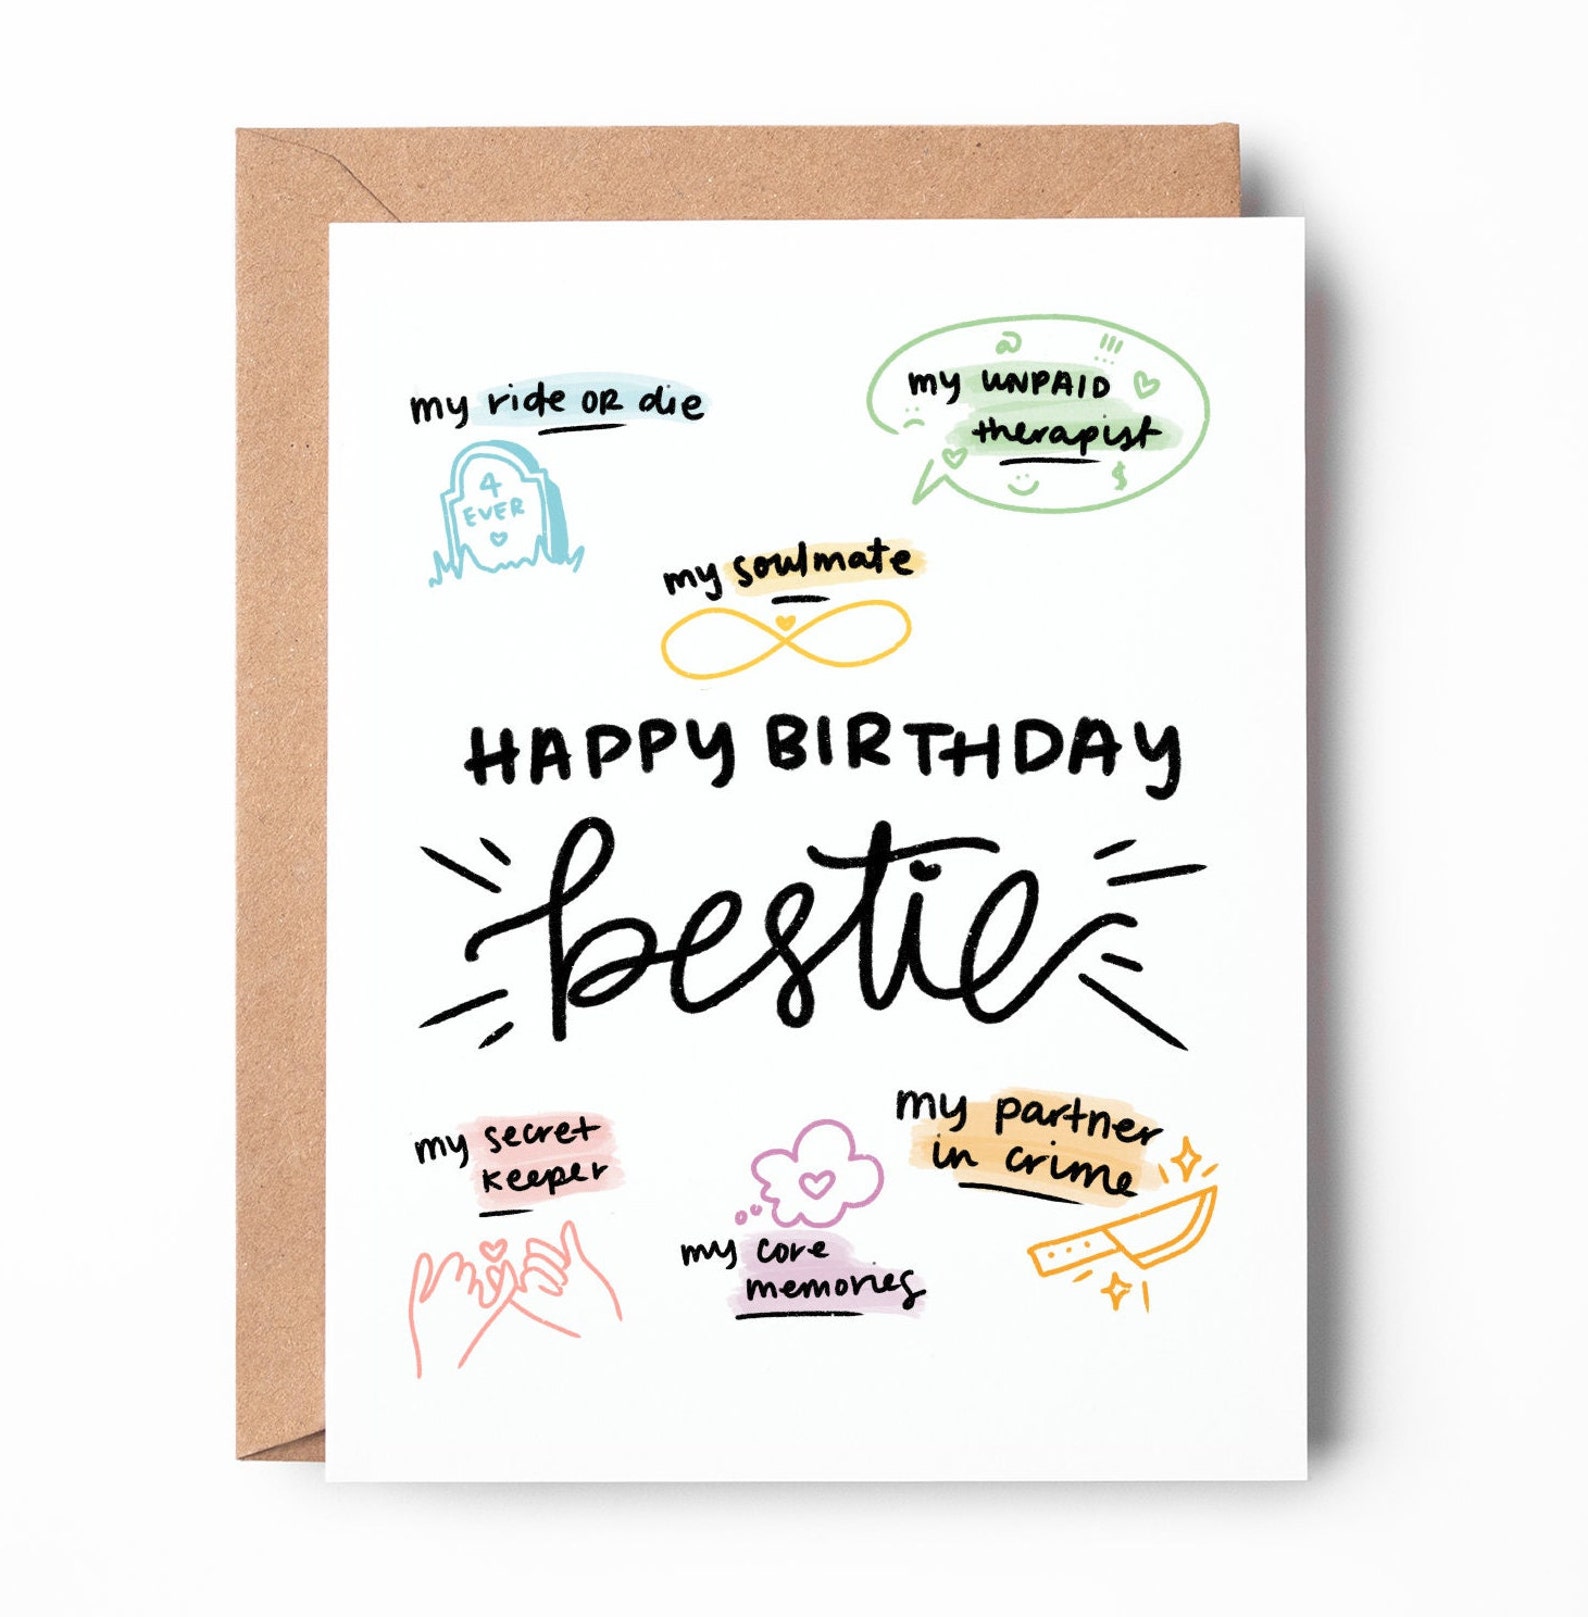 my ride OR die
4
EVER
my UNPAID
therapist
my soulmate
HAPPY BIRTHDAY
bestie
my secret
keeper
my core
memories
my partner
in crime